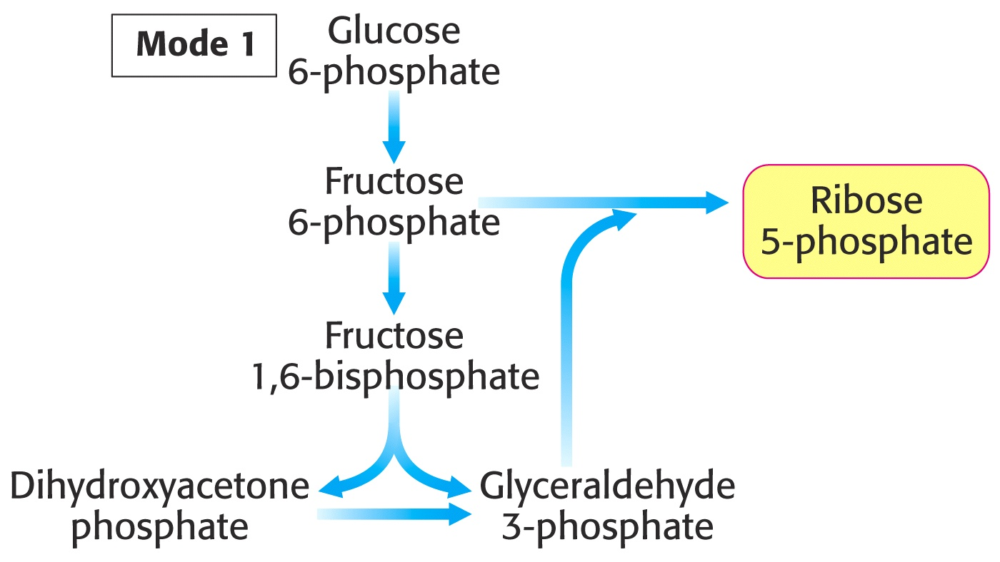 Mode 1
Glucose
6-phosphate
Fructose
6-phosphate
Ribose
5-phosphate
Fructose
1,6-bisphosphate
Dihydroxyacetone
phosphate
Glyceraldehyde
3-phosphate